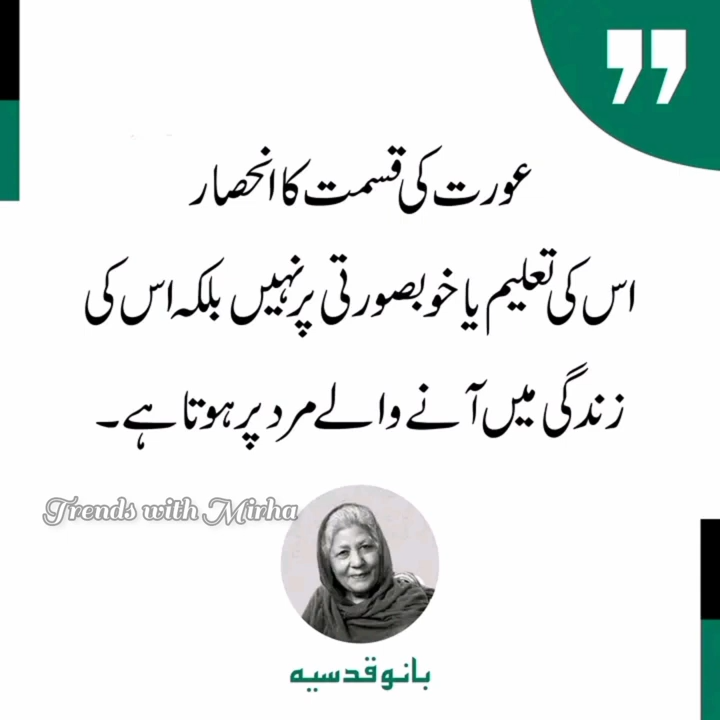 عورت کی قسمت کا انحصار
اس کی تعلیم یا خوبصورتی پر نہیں بلکہ اس کی
زندگی میں آنے والے مرد پر ہوتا ہے۔
Trends with Mirha
بانو قدسیہ